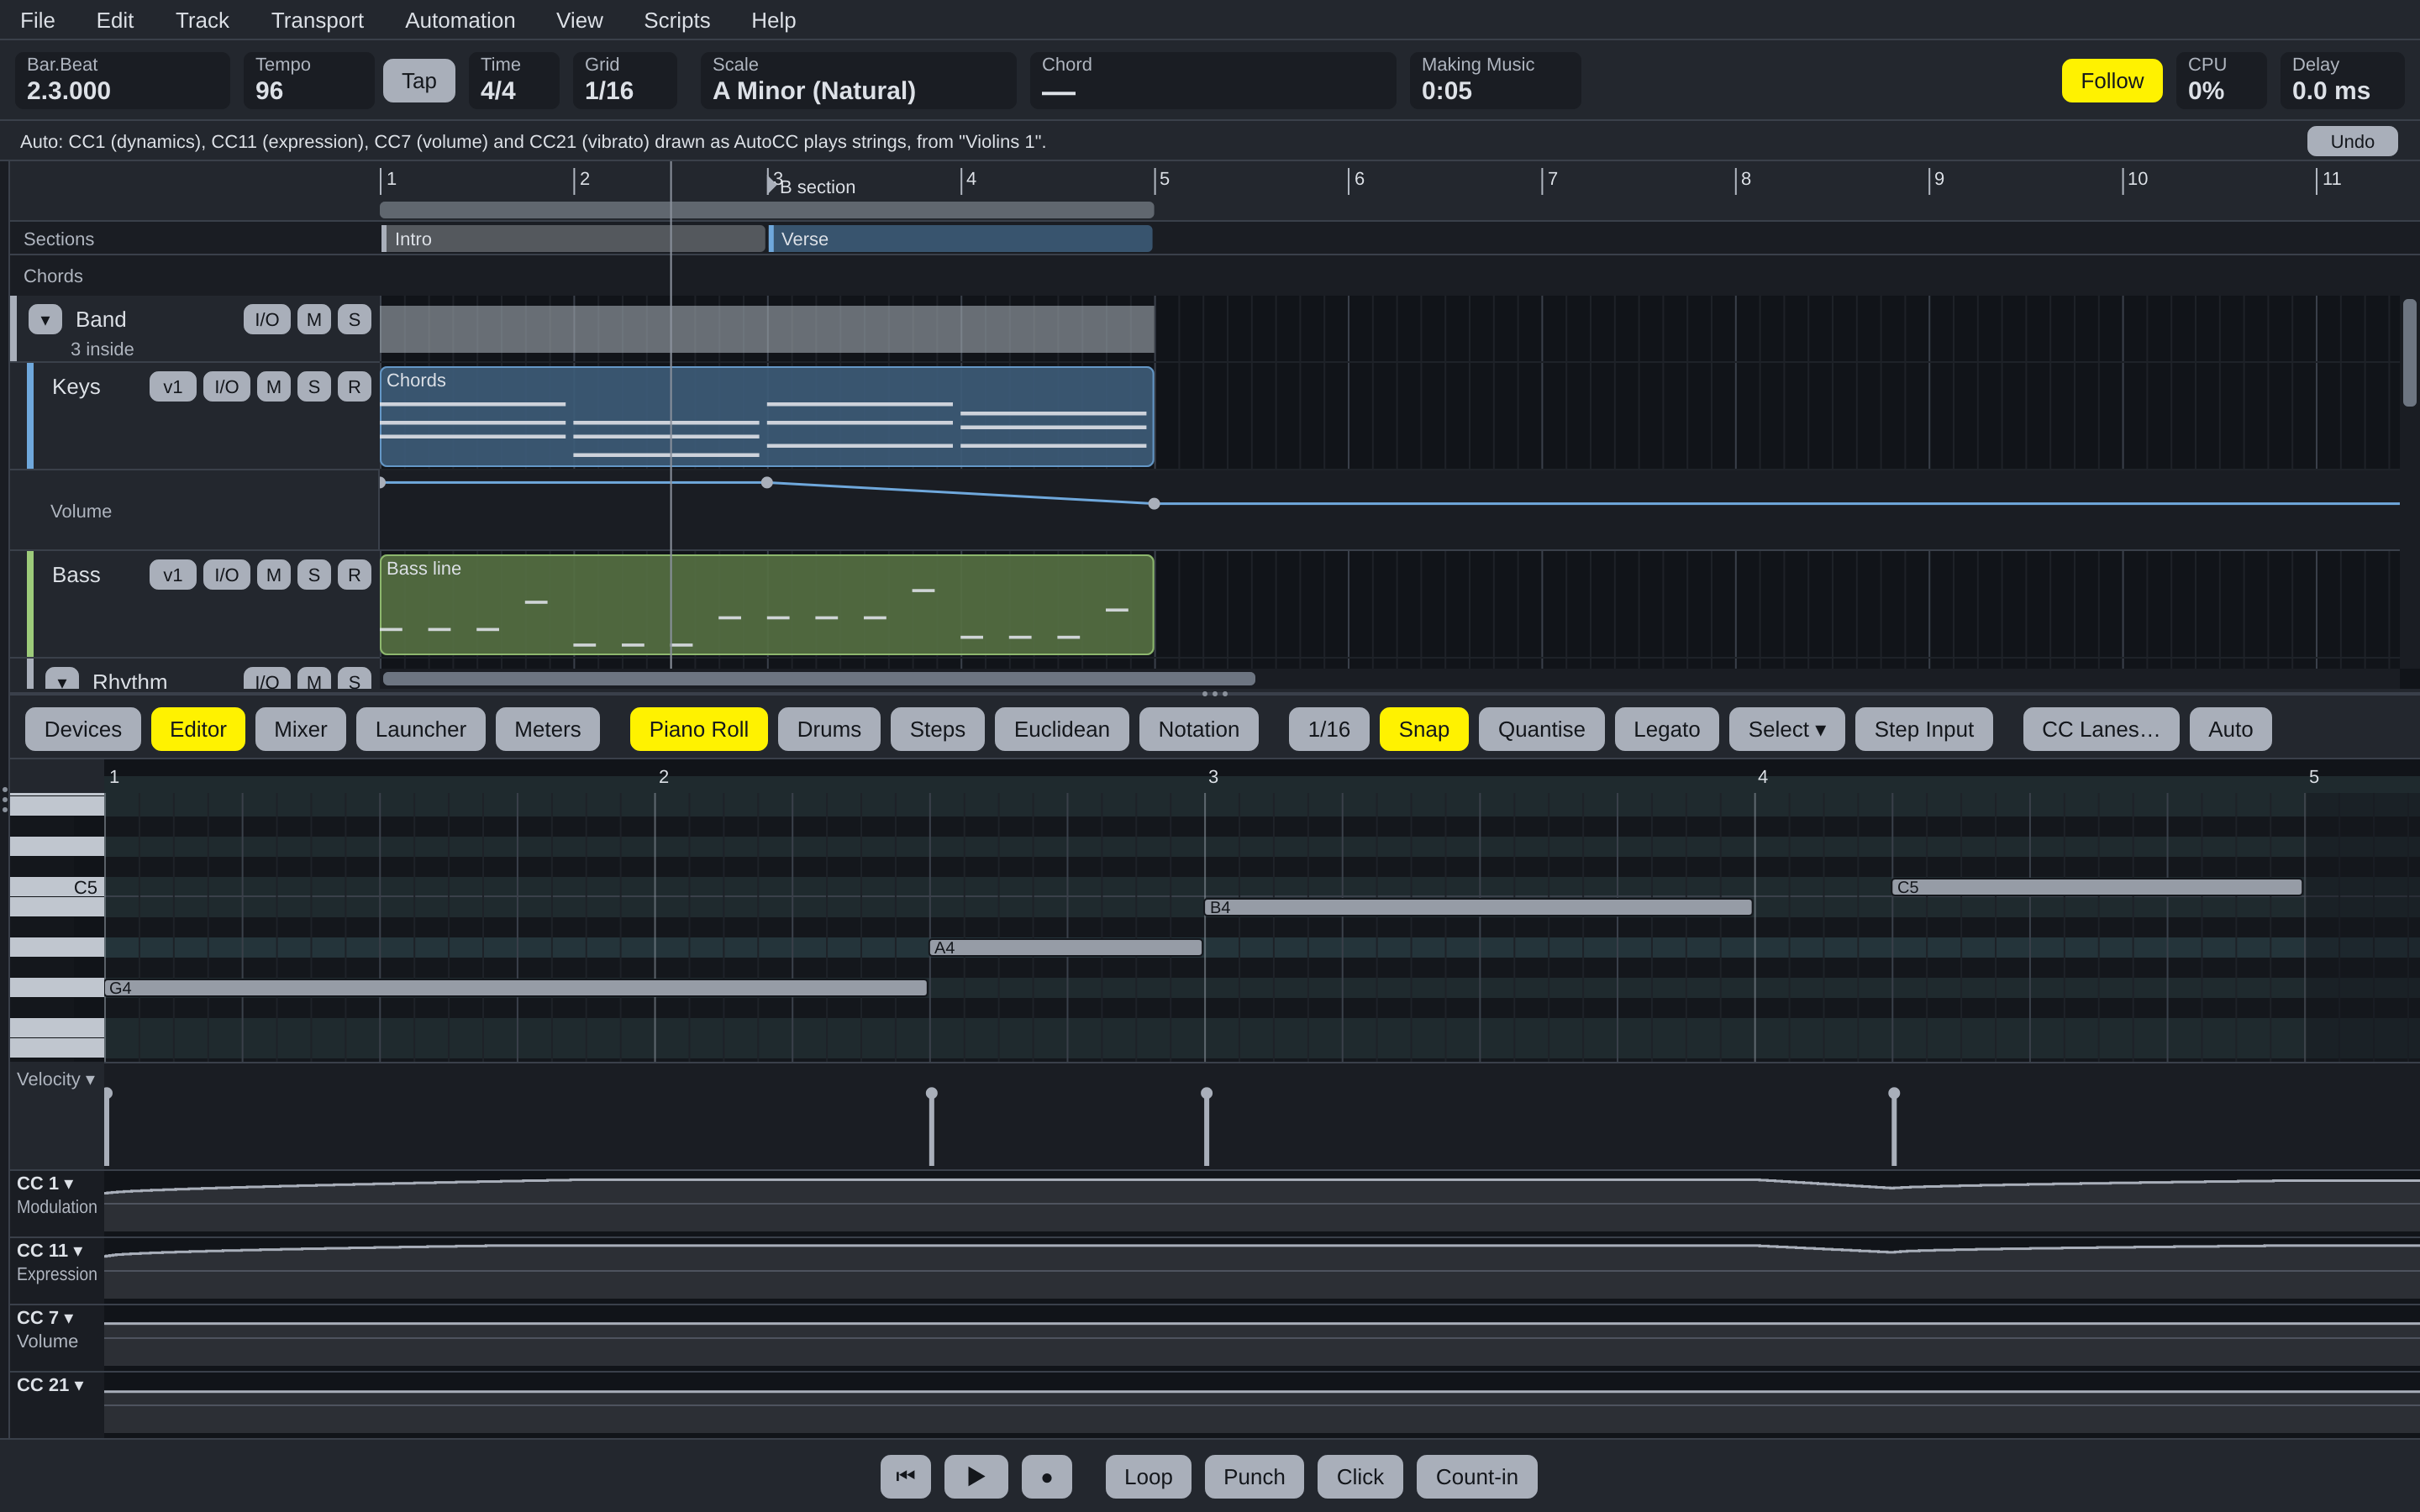 File Edit Track Transport Automation View Scripts Help
Bar.Beat Tempo Time Grid Scale Chord Making Music CPU Delay
2.3.000 96 Tap 4/4 1/16 A Minor (Natural) — 0:05 Follow 0% 0.0 ms
Auto: CC1 (dynamics), CC11 (expression), CC7 (volume) and CC21 (vibrato) drawn as AutoCC plays strings, from "Violins 1". Undo
1 2 3 B section 4 5 6 7 8 9 10 11
Sections Intro Verse
Chords
▾ Band I/O M S
3 inside
Keys v1 I/O M S R Chords
Volume
Bass v1 I/O M S R Bass line
▾ Rhythm I/O M S
Devices Editor Mixer Launcher Meters Piano Roll Drums Steps Euclidean Notation 1/16 Snap Quantise Legato Select ▾ Step Input CC Lanes… Auto
1 2 3 4 5
C5 C5
B4
A4
G4
Velocity ▾
CC 1 ▾
Modulation
CC 11 ▾
Expression
CC 7 ▾
Volume
CC 21 ▾
Loop Punch Click Count-in